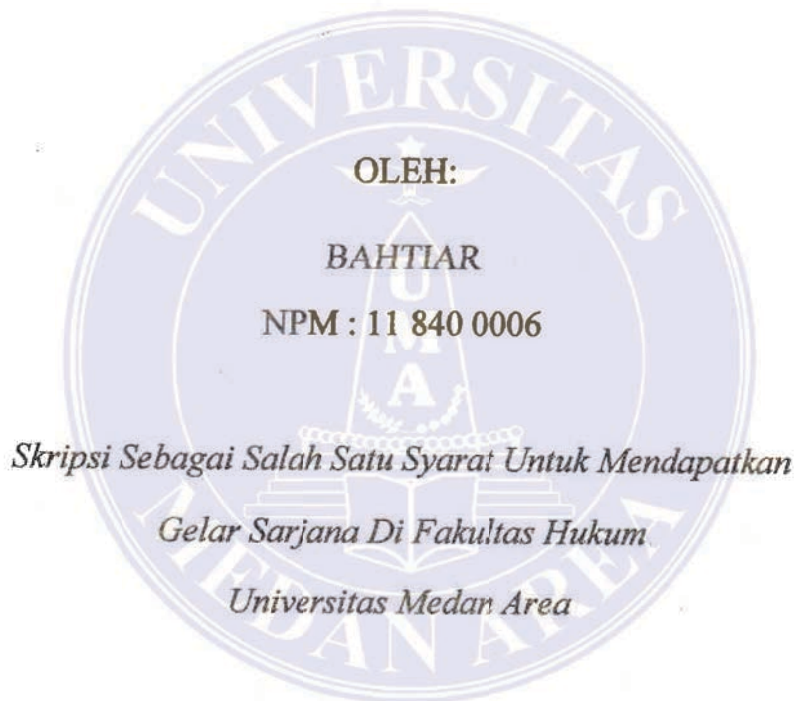 UNIVERSITAS
OLEH:
BAHTIAR
UMA
NPM : 11 840 0006
Skripsi Sebagai Salah Satu Syarat Untuk Mendapatkan
Gelar Sarjana Di Fakultas Hukum
Universitas Medan Area
MEDAN AREA